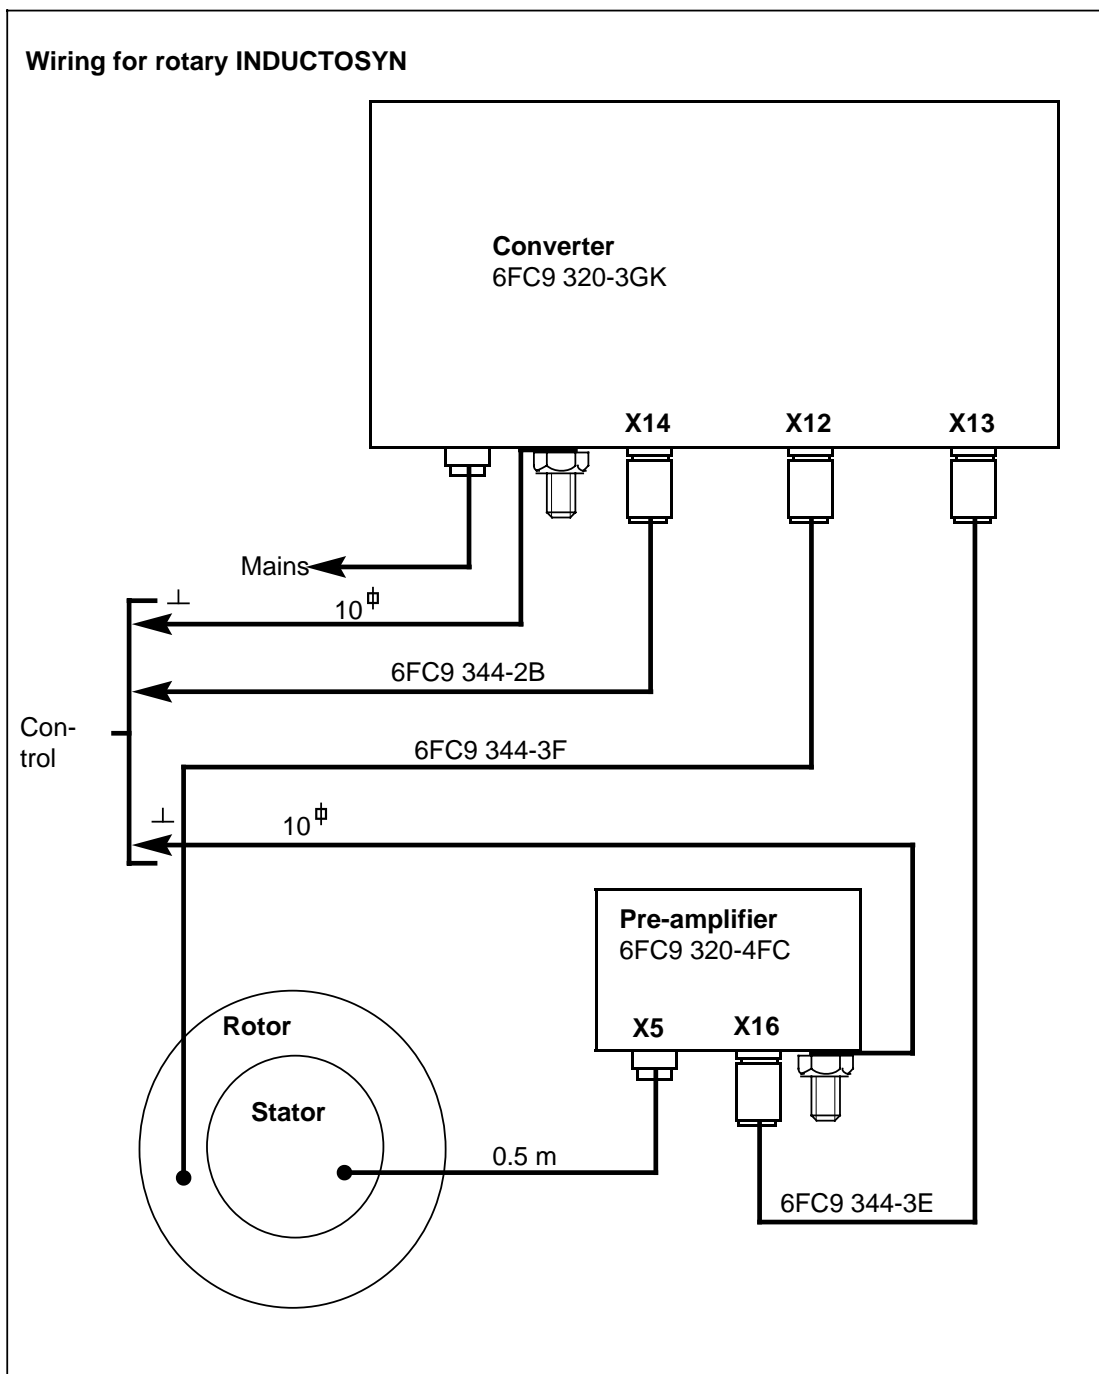 Wiring for rotary INDUCTOSYN
Converter
6FC9 320-3GK
X14
X12
X13
Mains
10
6FC9 344-2B
Con-
trol
6FC9 344-3F
10
Pre-amplifier
6FC9 320-4FC
X5
X16
Rotor
Stator
0.5 m
6FC9 344-3E